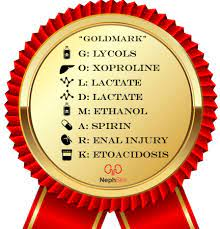 "GOLDMARK"
G: LYCOLS
O: XOPROLINE
L: LACTATE
D: LACTATE
M: ETHANOL
A: SPIRIN
R: ENAL INJURY
K: ETOACIDOSIS
NephSIM